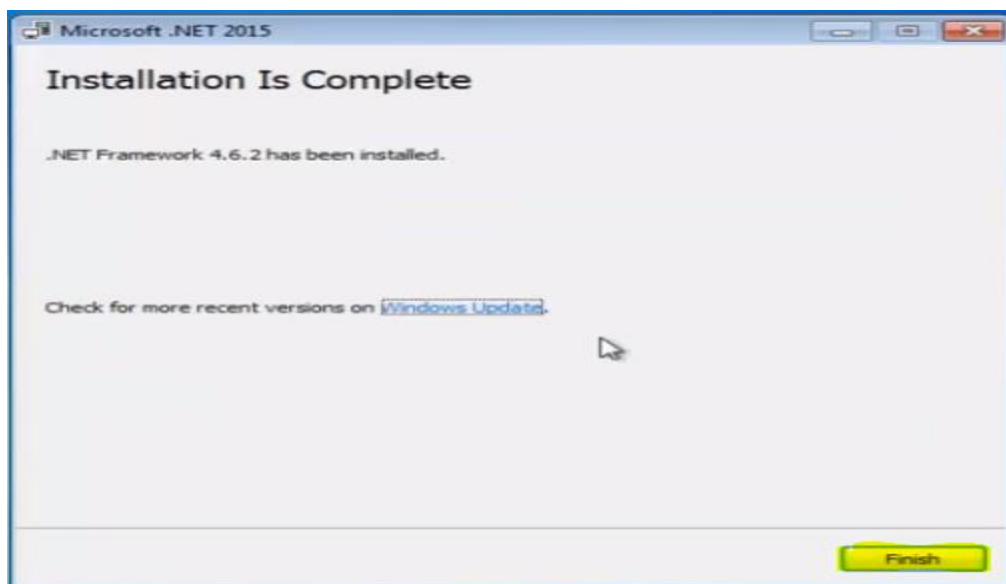 Microsoft .NET 2015
Installation Is Complete
.NET Framework 4.6.2 has been installed.
Check for more recent versions on Windows Update.
Finish